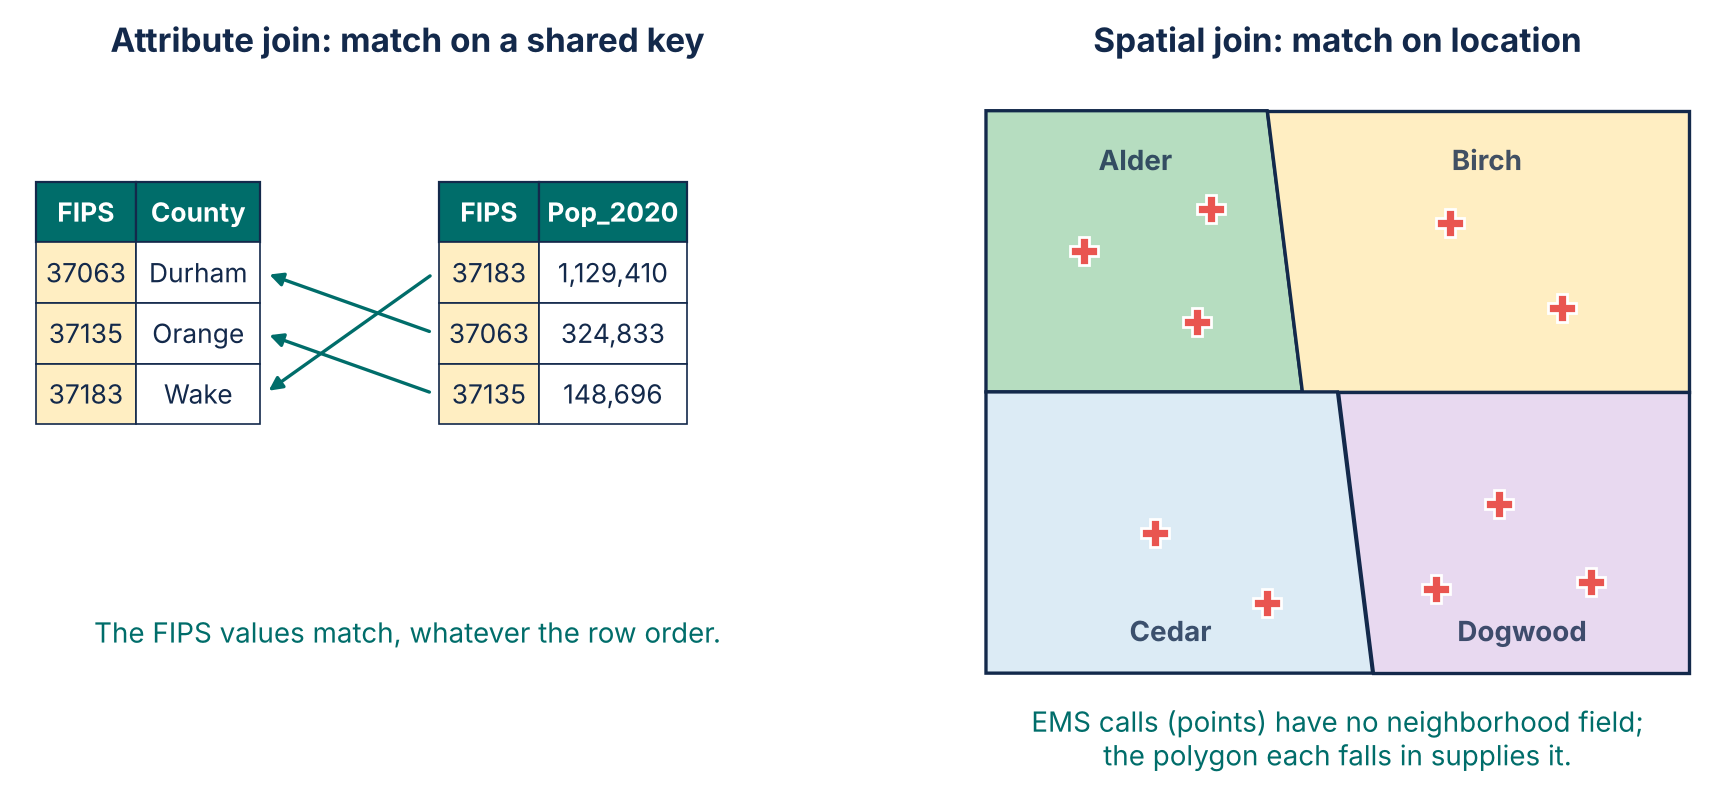 Attribute join: match on a shared key
FIPS County
37063 Durham
37135 Orange
37183 Wake
FIPS Pop_2020
37183 1,129,410
37063 324,833
37135 148,696
The FIPS values match, whatever the row order.
Spatial join: match on location
Alder
Birch
Cedar
Dogwood
EMS calls (points) have no neighborhood field;
the polygon each falls in supplies it.